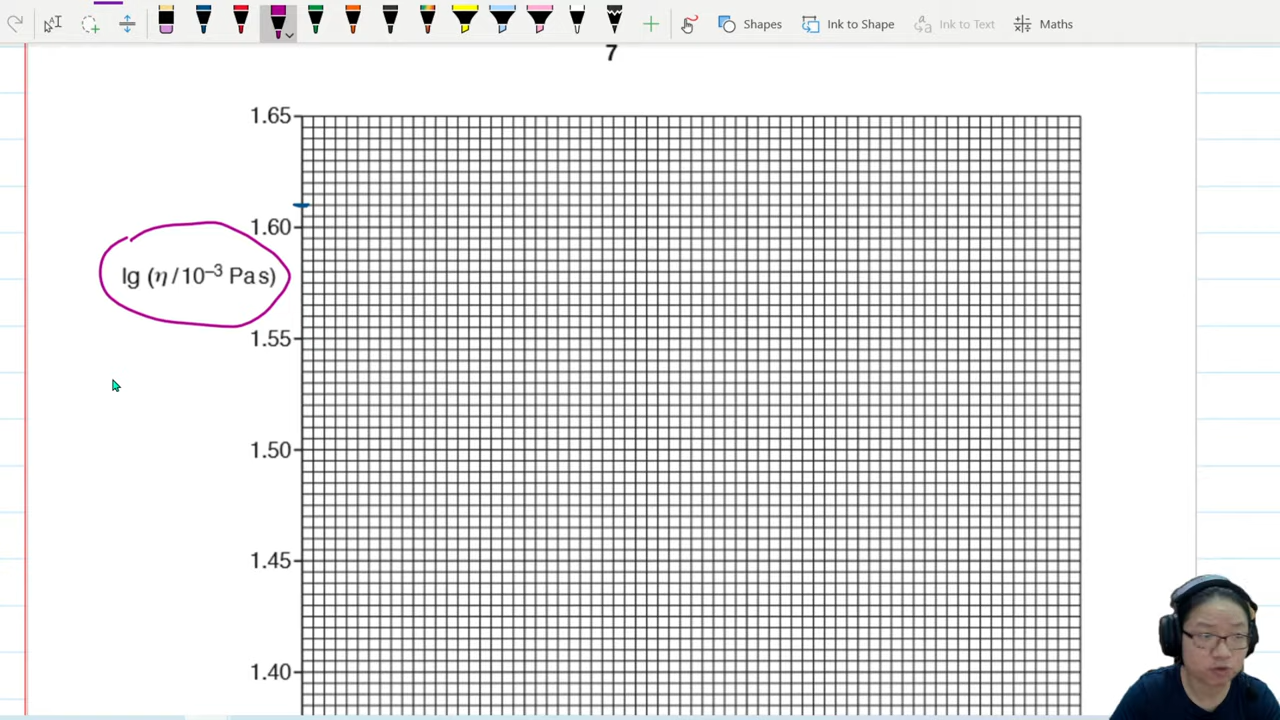 Shapes
Ink to Shape
Ink to Text
Maths
7
1.65
1.60
lg (η / 10⁻³ Pa s)
1.55
1.50
1.45
1.40